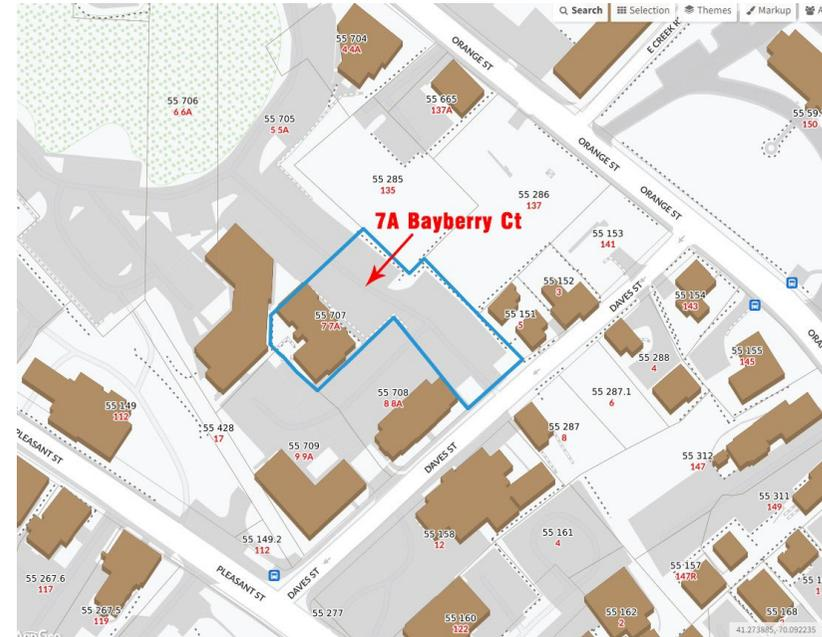 Search
Selection
Themes
Markup
55 704
4 4A
ORANGE ST
E CREEK R
55 665
137A
55 706
6 6A
55 705
5 5A
150
ORANGE ST
55 285
135
55 286
137
ORANGE ST
7A Bayberry Ct
55 153
141
55 152
3
DAVES ST
55 154
143
55 151
5
55 707
7 7A
55 288
4
55 155
145
55 708
8 8A
55 287.1
6
55 149
112
55 428
17
55 287
8
PLEASANT ST
55 709
9 9A
DAVES ST
55 312
147
55 311
149
55 158
12
55 161
4
55 149.2
112
55 157
147R
55 267.6
117
PLEASANT ST
DAVES ST
55 267.5
119
55 277
55 160
122
55 162
2
55 168
41.273885,-70.092235